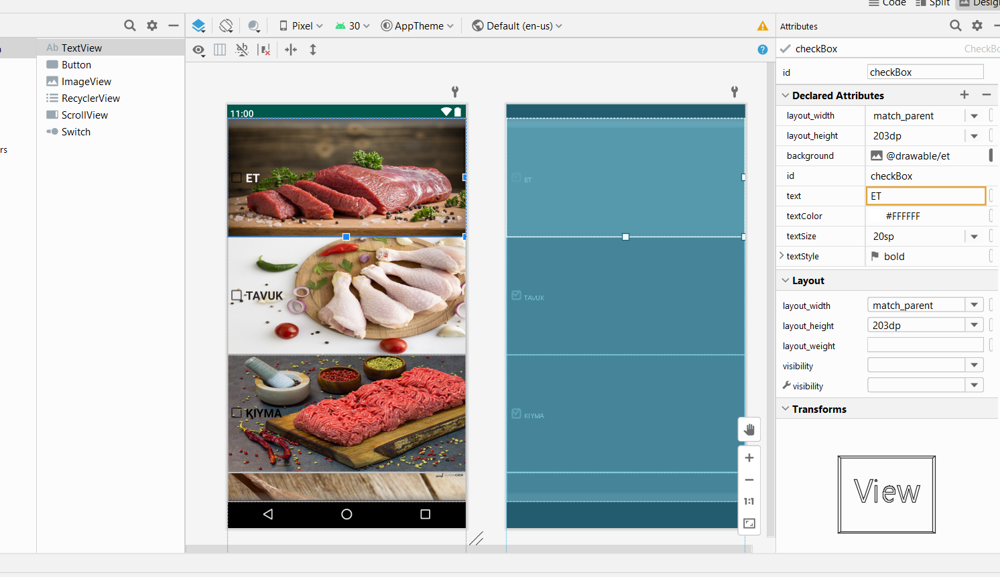 Code Split Design
Pixel 30 AppTheme Default (en-us)
Attributes
Ab TextView
Button
ImageView
RecyclerView
ScrollView
Switch
rs
11:00
ET
TAVUK
KIYMA
ET
TAVUK
KIYMA
1:1
checkBox CheckBo
id checkBox
Declared Attributes
layout_width match_parent
layout_height 203dp
background @drawable/et
id checkBox
text ET
textColor #FFFFFF
textSize 20sp
textStyle bold
Layout
layout_width match_parent
layout_height 203dp
layout_weight
visibility
visibility
Transforms
View